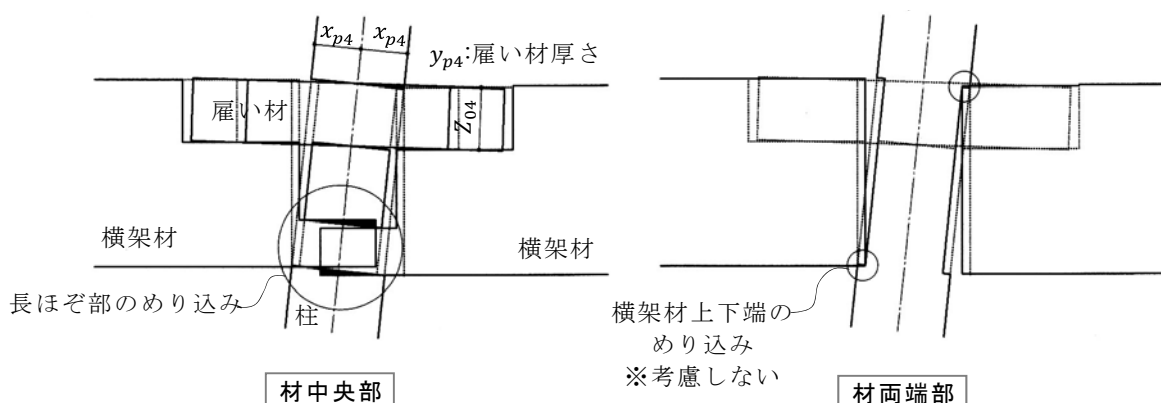 x_{p4} x_{p4}
y_{p4}:雇い材厚さ
雇い材
Z_{04}
横架材
横架材
長ほぞ部のめり込み
柱
材中央部
横架材上下端の
めり込み
※考慮しない
材両端部